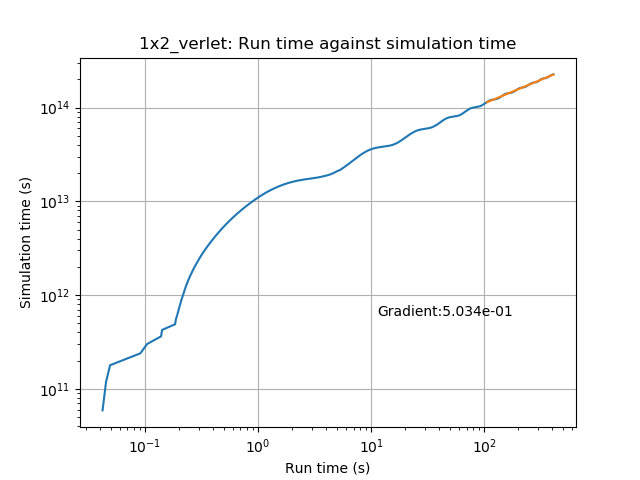 1x2_verlet: Run time against simulation time
Simulation time (s)
10^14
10^13
10^12
10^11
Gradient:5.034e-01
10^−1 10^0 10^1 10^2
Run time (s)